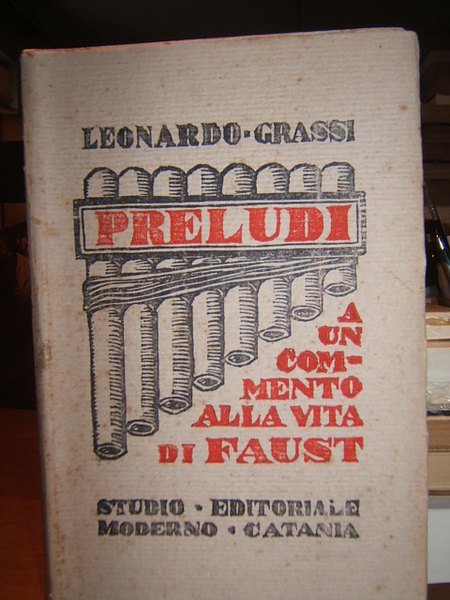 LEONARDO·GRASSI
PRELUDI
A
UN
COM-
MENTO
ALLA VITA
DI FAUST
STUDIO · EDITORIALE
MODERNO · CATANIA